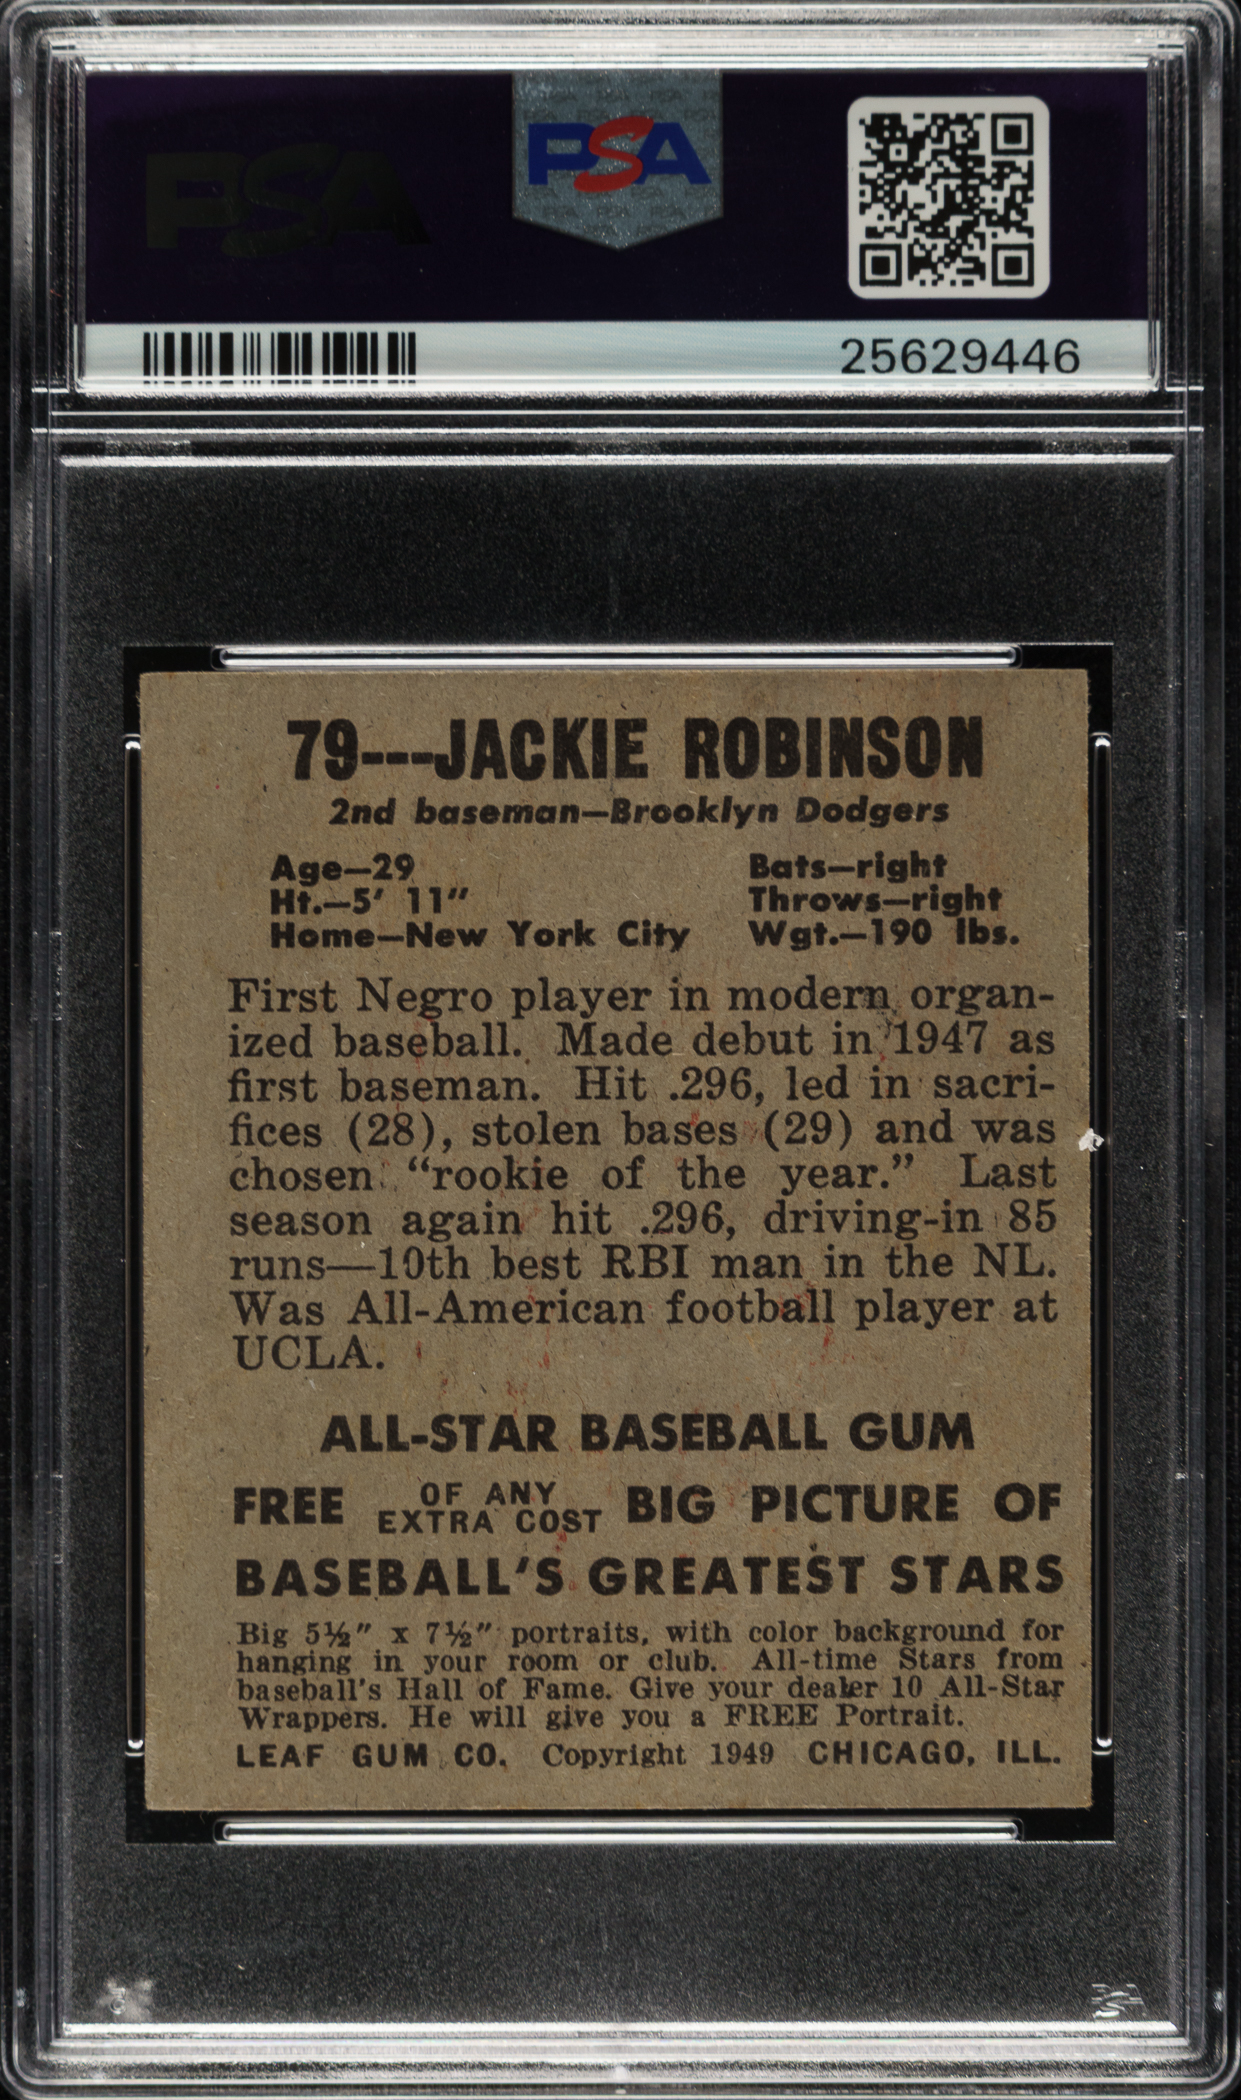 PSA
PSA
25629446
79---JACKIE ROBINSON
2nd baseman—Brooklyn Dodgers
Age—29 Bats—right
Ht.—5' 11" Throws—right
Home—New York City Wgt.—190 lbs.
First Negro player in modern organ-
ized baseball. Made debut in 1947 as
first baseman. Hit .296, led in sacri-
fices (28), stolen bases (29) and was
chosen "rookie of the year." Last
season again hit .296, driving-in 85
runs—10th best RBI man in the NL.
Was All-American football player at
UCLA.
ALL-STAR BASEBALL GUM
FREE OF ANY EXTRA COST BIG PICTURE OF
BASEBALL'S GREATEST STARS
Big 5½" x 7½" portraits, with color background for
hanging in your room or club. All-time Stars from
baseball's Hall of Fame. Give your dealer 10 All-Star
Wrappers. He will give you a FREE Portrait.
LEAF GUM CO. Copyright 1949 CHICAGO, ILL.